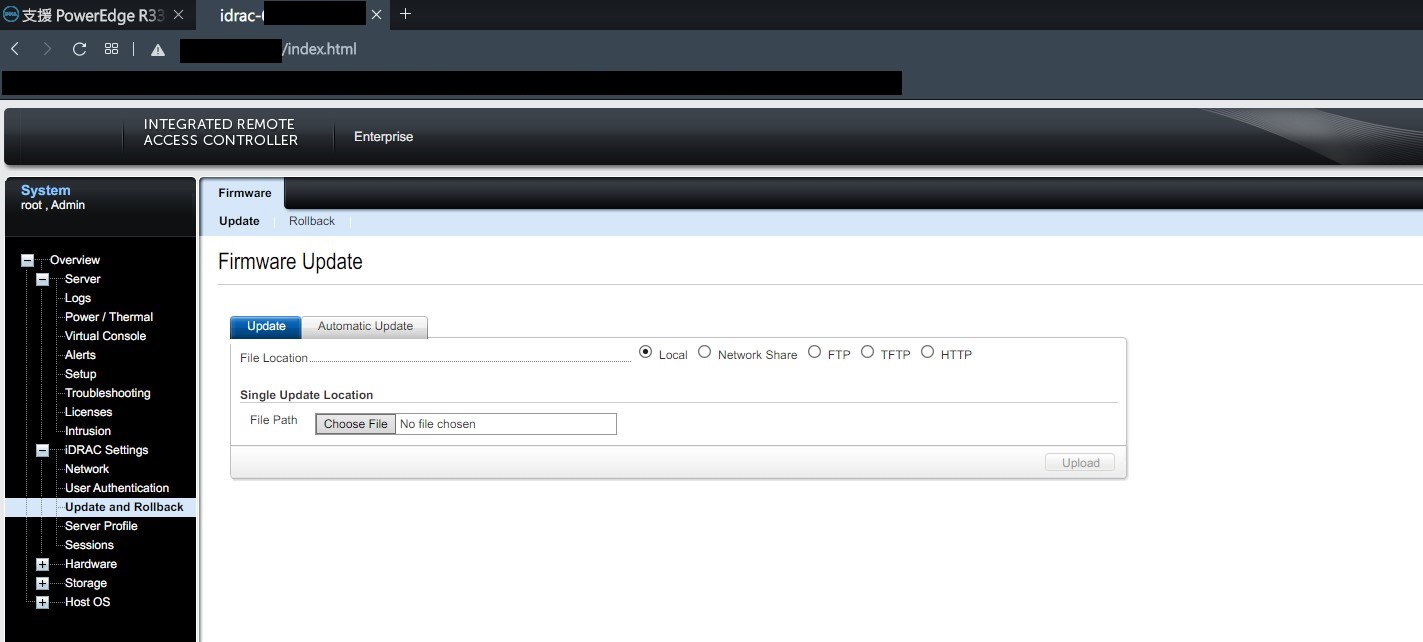 支援 PowerEdge R33
idrac-
/index.html
INTEGRATED REMOTE
ACCESS CONTROLLER
Enterprise
System
root , Admin
Overview
Server
Logs
Power / Thermal
Virtual Console
Alerts
Setup
Troubleshooting
Licenses
Intrusion
iDRAC Settings
Network
User Authentication
Update and Rollback
Server Profile
Sessions
Hardware
Storage
Host OS
Firmware
Update Rollback
Firmware Update
Update Automatic Update
File Location Local Network Share FTP TFTP HTTP
Single Update Location
File Path Choose File No file chosen
Upload